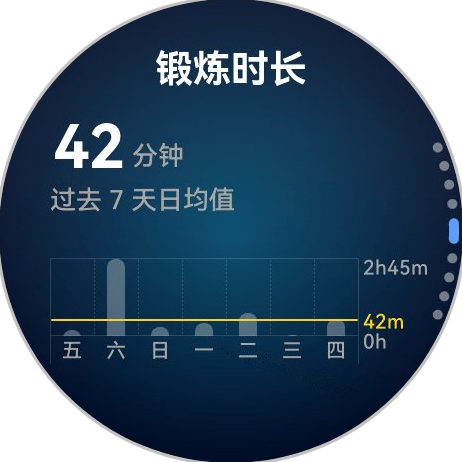 锻炼时长
42 分钟
过去 7 天日均值
2h45m
42m
0h
五 六 日 一 二 三 四